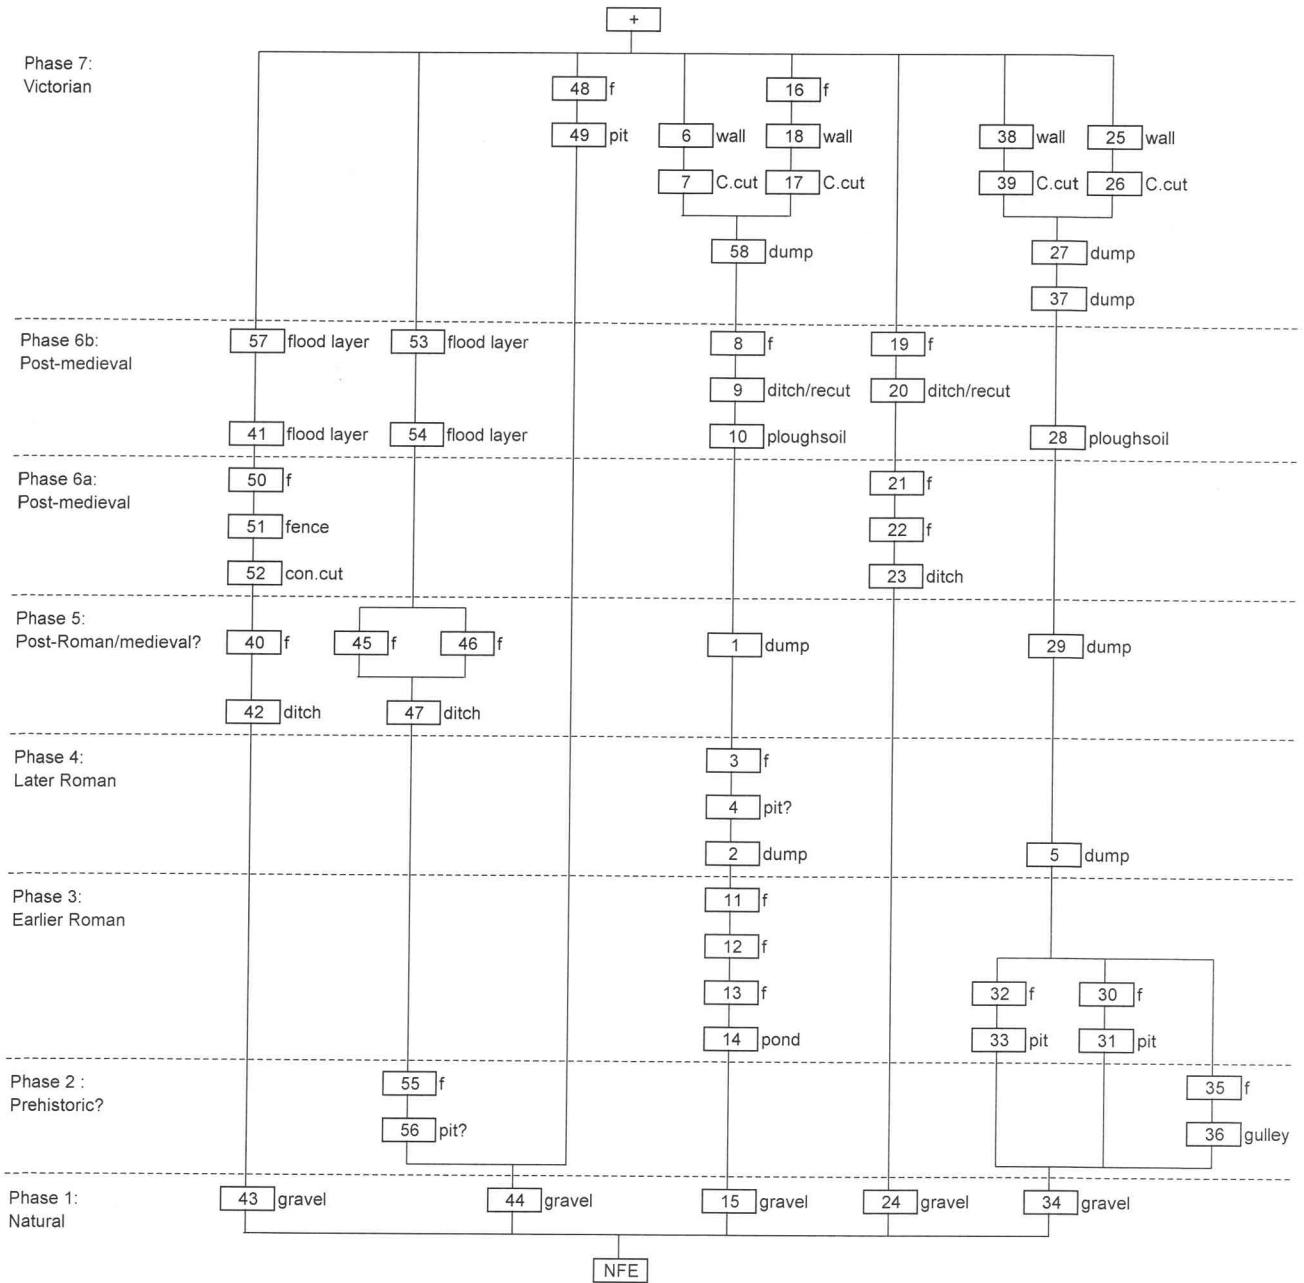 +
Phase 7:
Victorian
48 f
16 f
49 pit
6 wall
18 wall
38 wall
25 wall
7 C.cut
17 C.cut
39 C.cut
26 C.cut
58 dump
27 dump
37 dump
Phase 6b:
Post-medieval
57 flood layer
53 flood layer
8 f
19 f
9 ditch/recut
20 ditch/recut
41 flood layer
54 flood layer
10 ploughsoil
28 ploughsoil
Phase 6a:
Post-medieval
50 f
21 f
51 fence
22 f
52 con.cut
23 ditch
Phase 5:
Post-Roman/medieval?
40 f
45 f
46 f
1 dump
29 dump
42 ditch
47 ditch
Phase 4:
Later Roman
3 f
4 pit?
2 dump
5 dump
Phase 3:
Earlier Roman
11 f
12 f
13 f
32 f
30 f
14 pond
33 pit
31 pit
Phase 2 :
Prehistoric?
55 f
35 f
56 pit?
36 gulley
Phase 1:
Natural
43 gravel
44 gravel
15 gravel
24 gravel
34 gravel
NFE